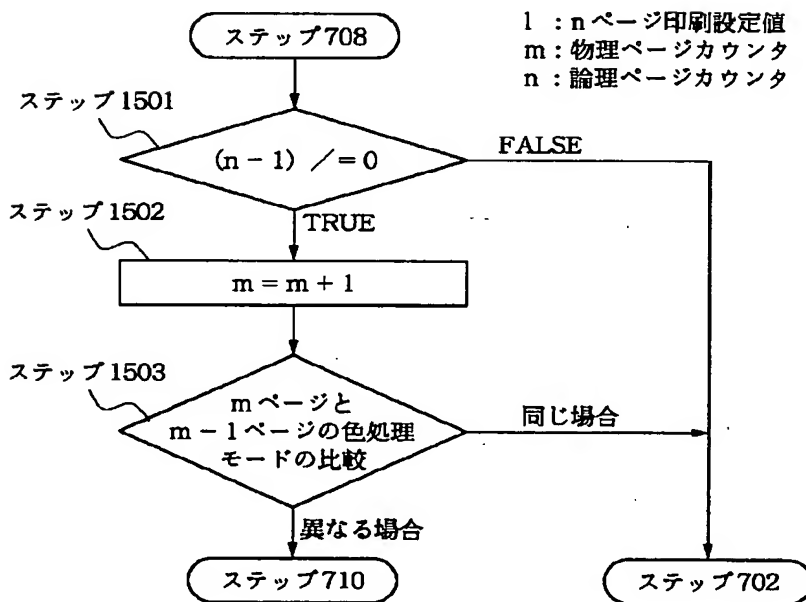 ステップ708
l : nページ印刷設定値
m : 物理ページカウンタ
n : 論理ページカウンタ
ステップ1501
(n - 1) ／= 0
FALSE
TRUE
ステップ1502
m = m + 1
ステップ1503
mページと
m - 1ページの色処理
モードの比較
同じ場合
異なる場合
ステップ710
ステップ702